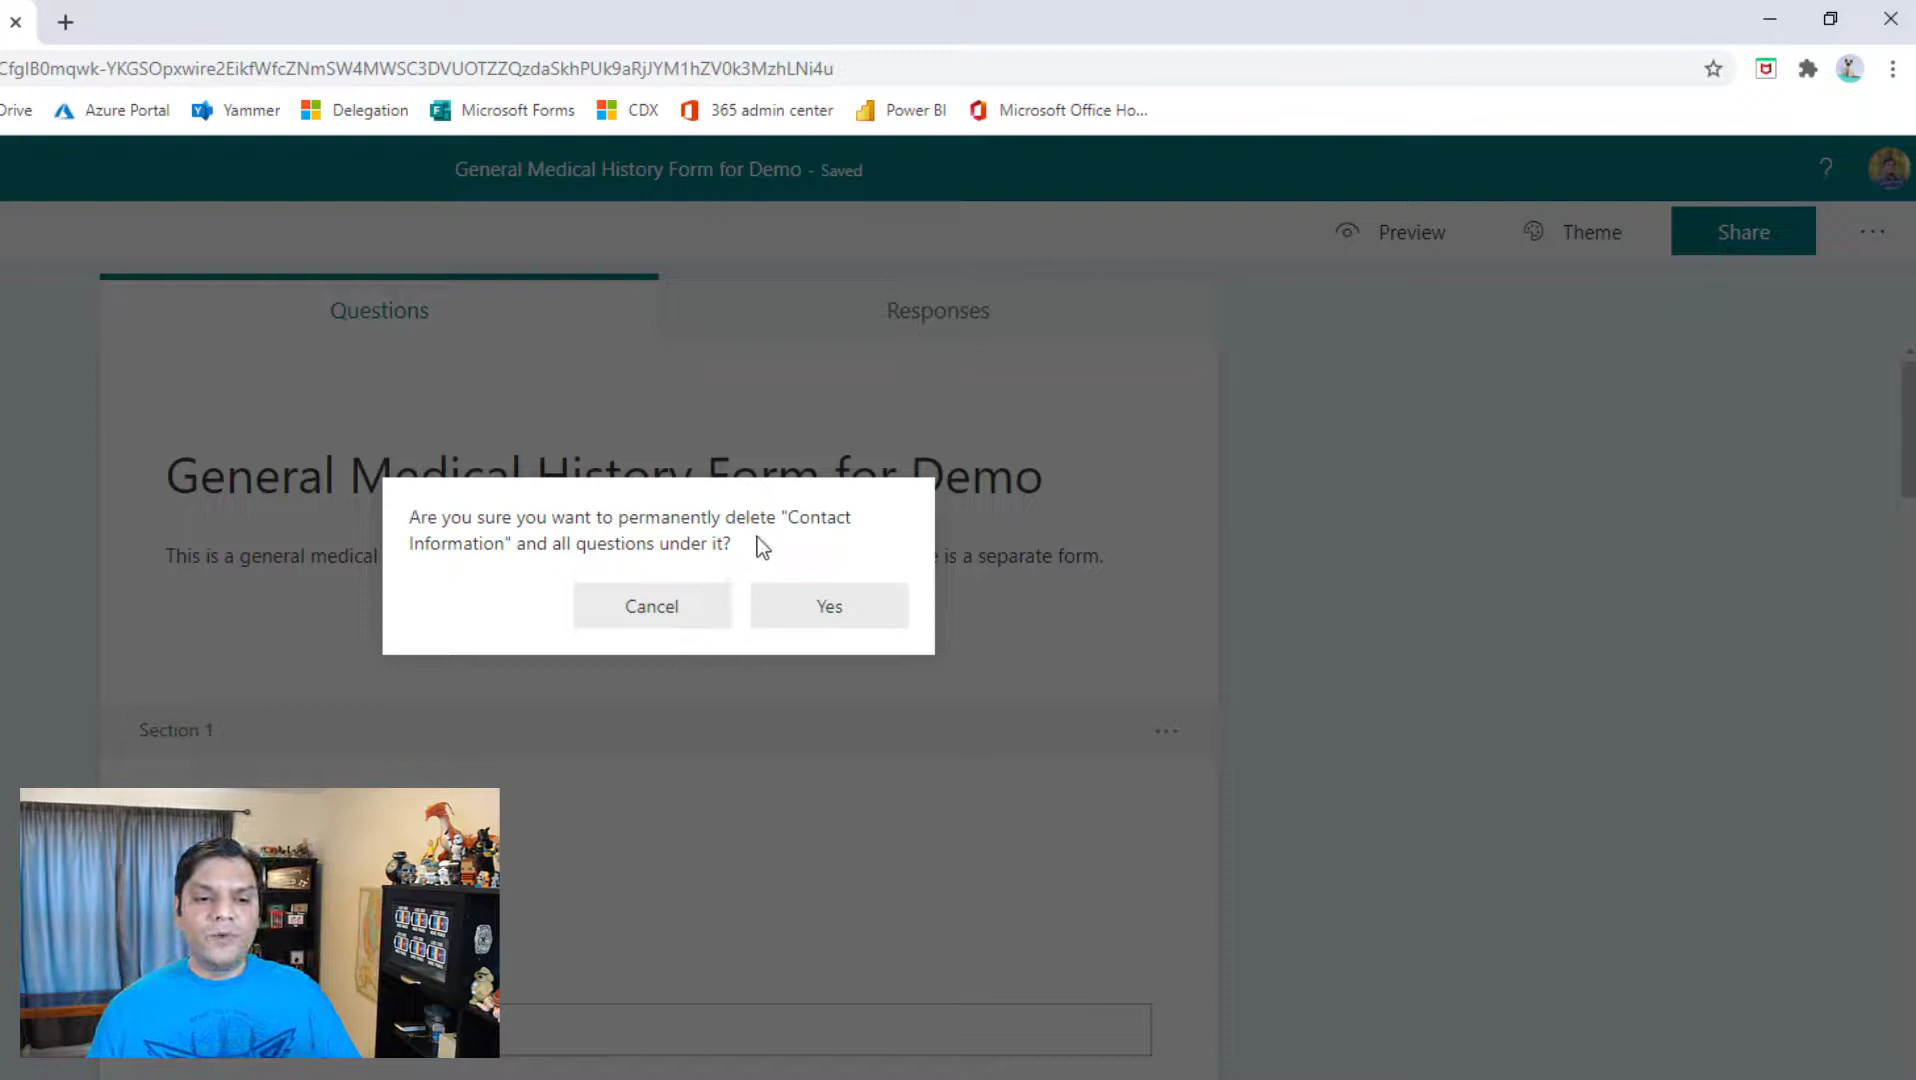 CfgIB0mqwk-YKGSOpxwire2EikfWfcZNmSW4MWSC3DVUOTZZQzdaSkhPUk9aRjJYM1hZV0k3MzhLNi4u
Drive Azure Portal Yammer Delegation Microsoft Forms CDX 365 admin center Power BI Microsoft Office Ho...
General Medical History Form for Demo - Saved ?
Preview Theme Share ...
Questions Responses
General Medical History Form for Demo
Are you sure you want to permanently delete "Contact
Information" and all questions under it?
This is a general medical
e is a separate form.
Cancel Yes
Section 1 ...